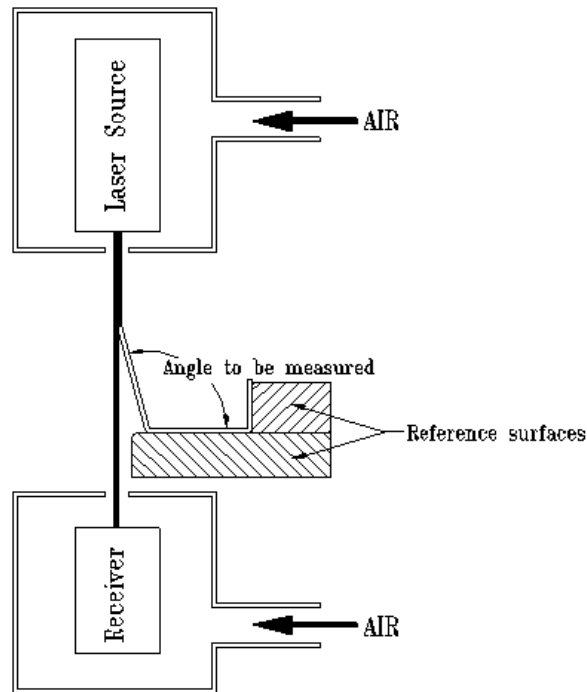 Laser Source
AIR
Angle to be measured
Reference surfaces
Receiver
AIR